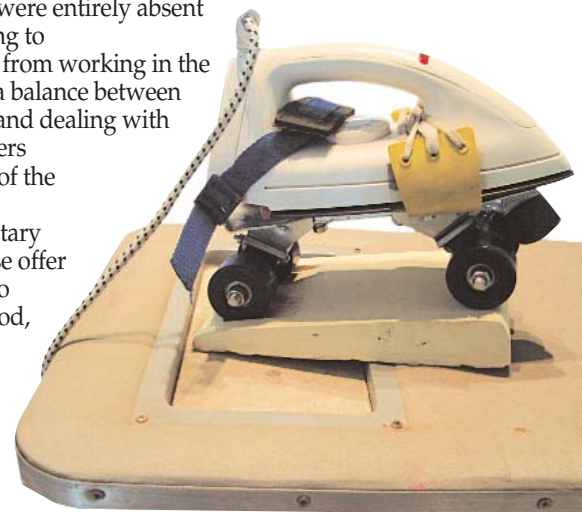 were entirely absent
ng to
from working in the
a balance between
and dealing with
ers
of the
tary
se offer
o
od,